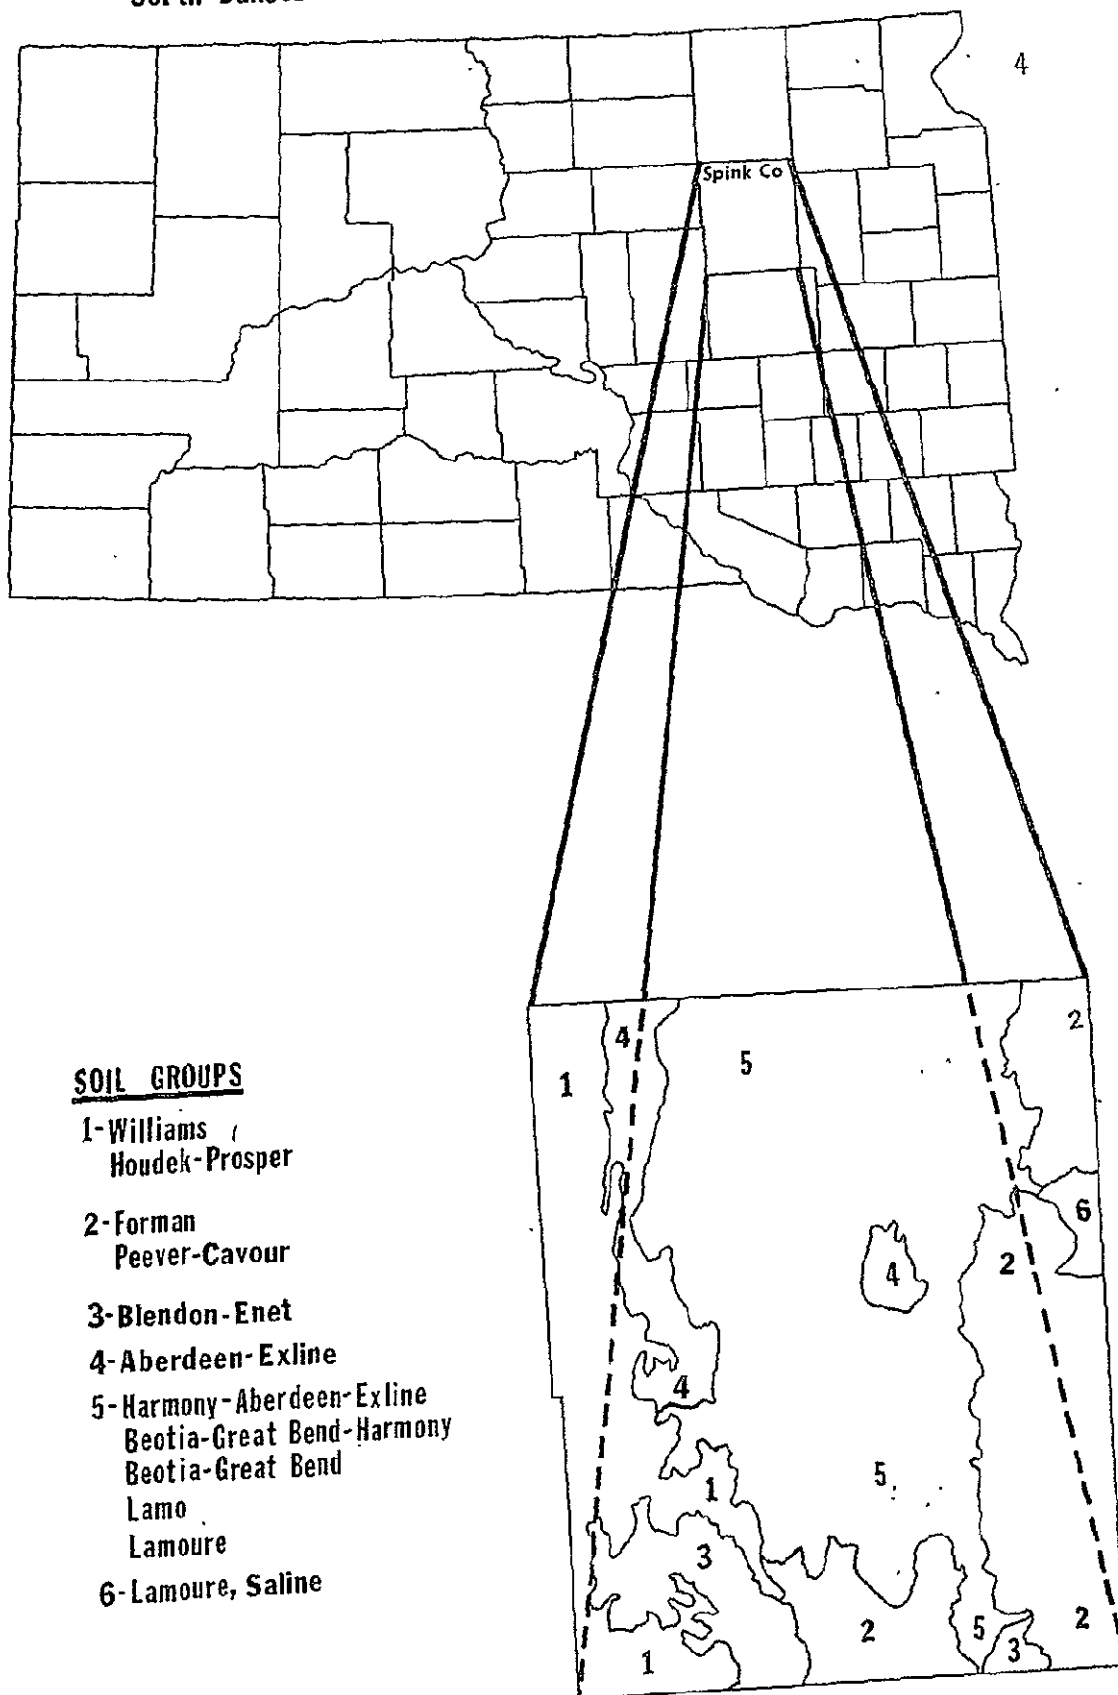 4
Spink Co
SOIL GROUPS
1-Williams
Houdek-Prosper
2-Forman
Peever-Cavour
3-Blendon-Enet
4-Aberdeen-Exline
5-Harmony-Aberdeen-Exline
Beotia-Great Bend-Harmony
Beotia-Great Bend
Lamo
Lamoure
6-Lamoure, Saline
4
5
2
1
6
4
2
4
1
5
3
2
5
3
2
1